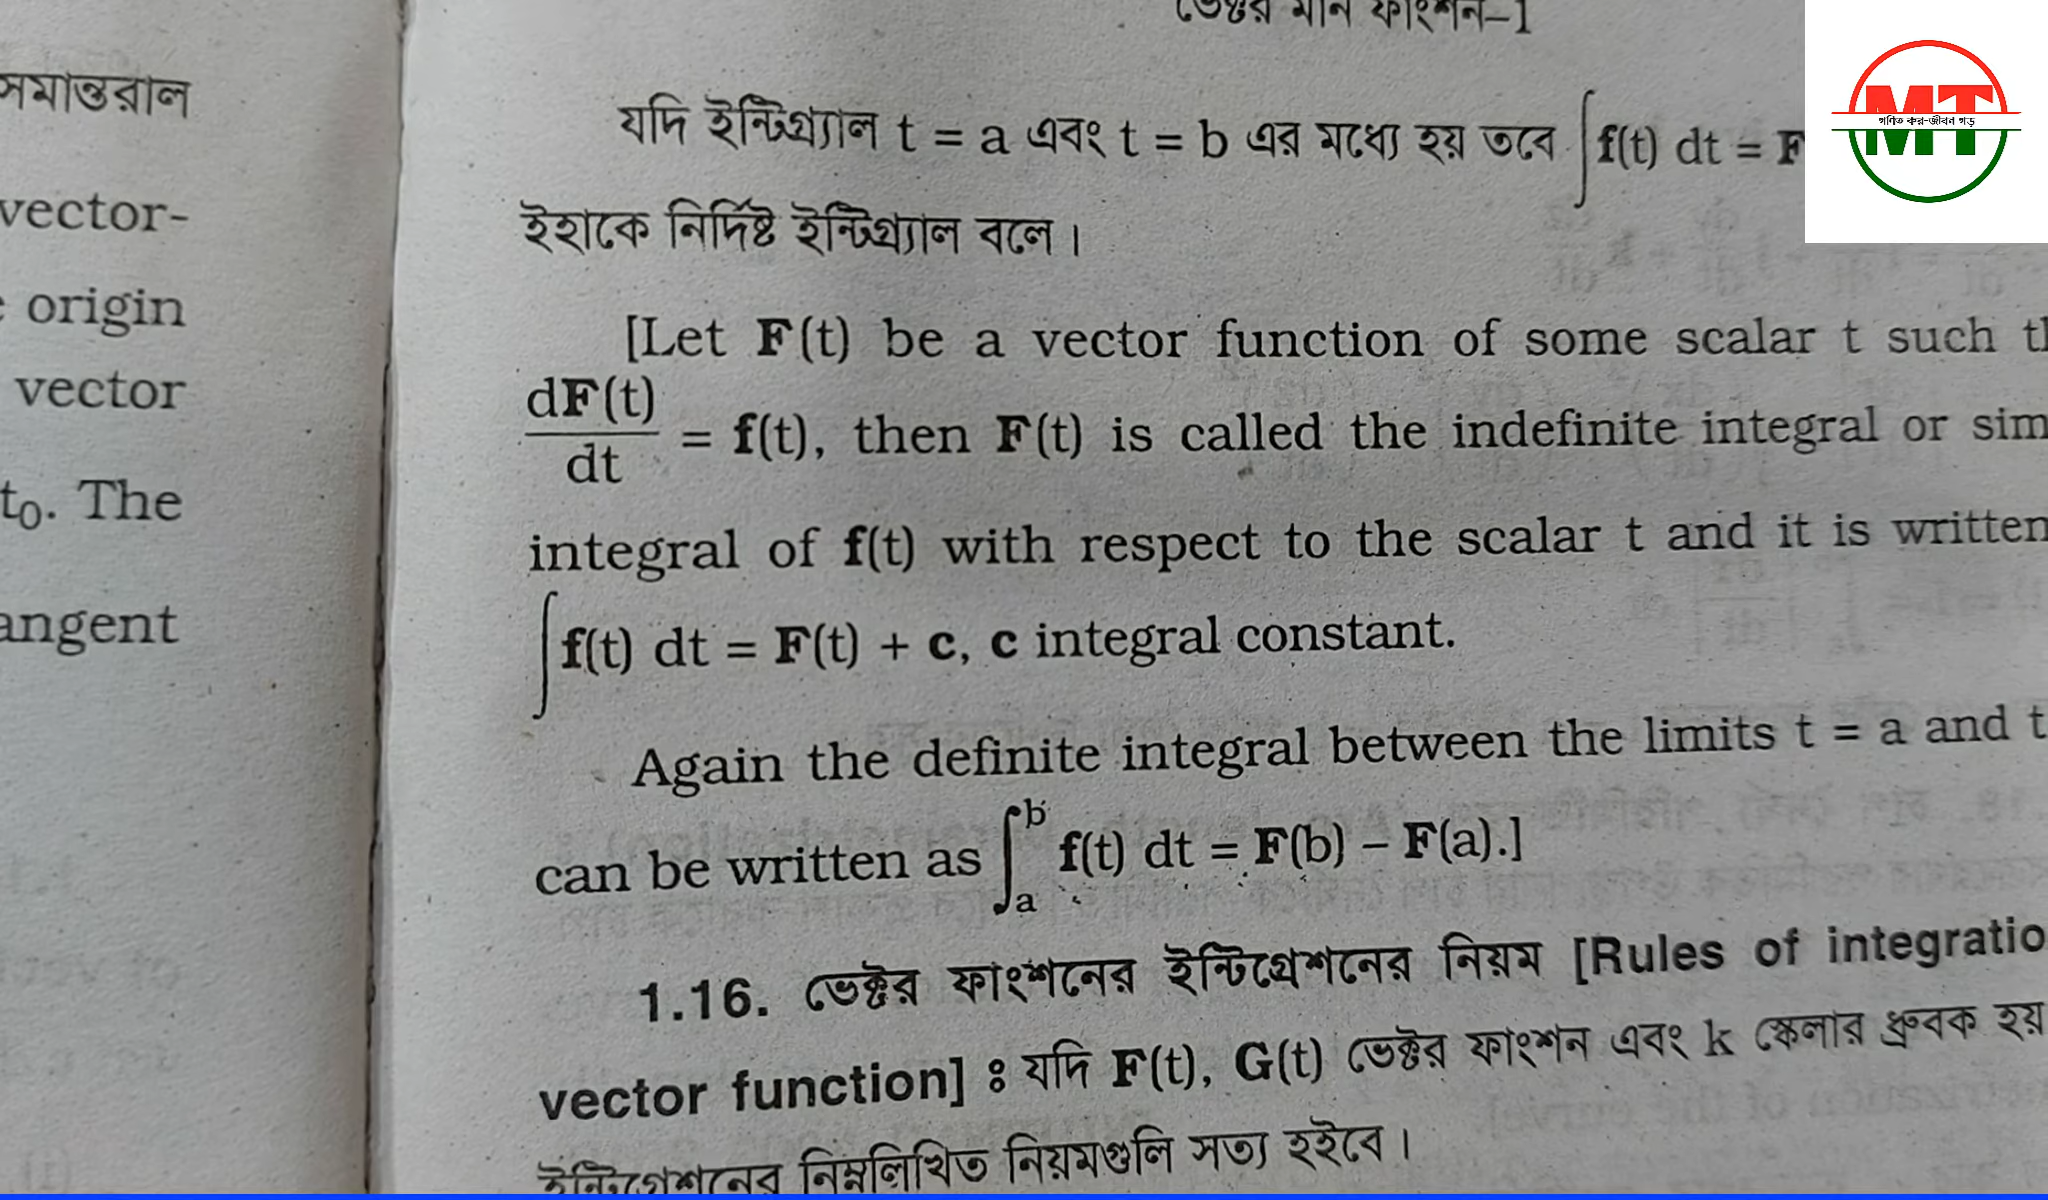 সমান্তরাল
vector-
origin
vector
t₀. The
angent
ভেক্টর মান ফাংশন–1
যদি ইন্টিগ্র্যাল t = a এবং t = b এর মধ্যে হয় তবে ∫f(t) dt = F
ইহাকে নির্দিষ্ট ইন্টিগ্র্যাল বলে।
[Let F(t) be a vector function of some scalar t such
dF(t)/dt = f(t), then F(t) is called the indefinite integral or sim
integral of f(t) with respect to the scalar t and it is written
∫f(t) dt = F(t) + c, c integral constant.
Again the definite integral between the limits t = a and t
can be written as ∫_a^b f(t) dt = F(b) – F(a).]
1.16. ভেক্টর ফাংশনের ইন্টিগ্রেশনের নিয়ম [Rules of integratio
vector function] ঃ যদি F(t), G(t) ভেক্টর ফাংশন এবং k স্কেলার ধ্রুবক হয়
ইন্টিগ্রেশনের নিম্নলিখিত নিয়মগুলি সত্য হইবে।
MT
গণিত কর-জীবন গড়